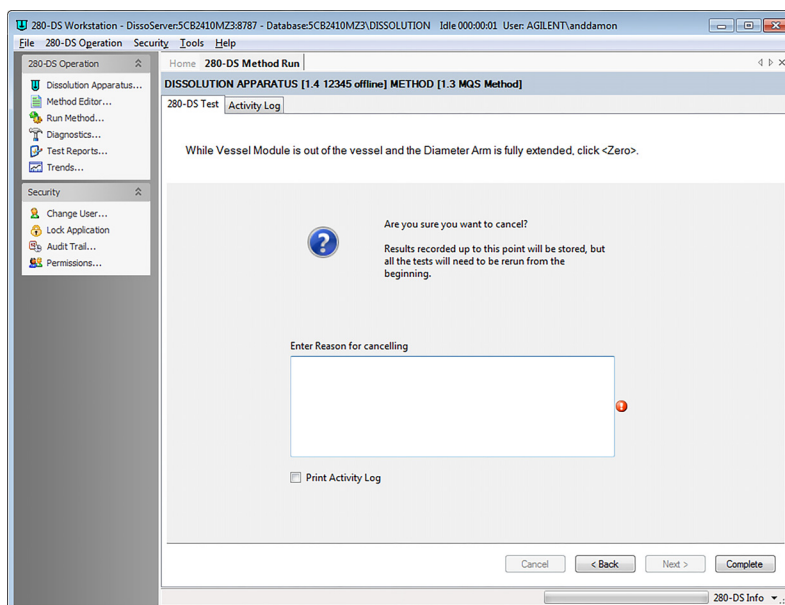 280-DS Workstation - DissoServer:5CB2410MZ3:8787 - Database:5CB2410MZ3\DISSOLUTION Idle 000:00:01 User: AGILENT\anddamon
File 280-DS Operation Security Tools Help
280-DS Operation
Dissolution Apparatus...
Method Editor...
Run Method...
Diagnostics...
Test Reports...
Trends...
Security
Change User...
Lock Application
Audit Trail...
Permissions...
Home 280-DS Method Run
DISSOLUTION APPARATUS [1.4 12345 offline] METHOD [1.3 MQS Method]
280-DS Test Activity Log
While Vessel Module is out of the vessel and the Diameter Arm is fully extended, click <Zero>.
Are you sure you want to cancel?
Results recorded up to this point will be stored, but
all the tests will need to be rerun from the
beginning.
Enter Reason for cancelling
Print Activity Log
Cancel < Back Next > Complete
280-DS Info